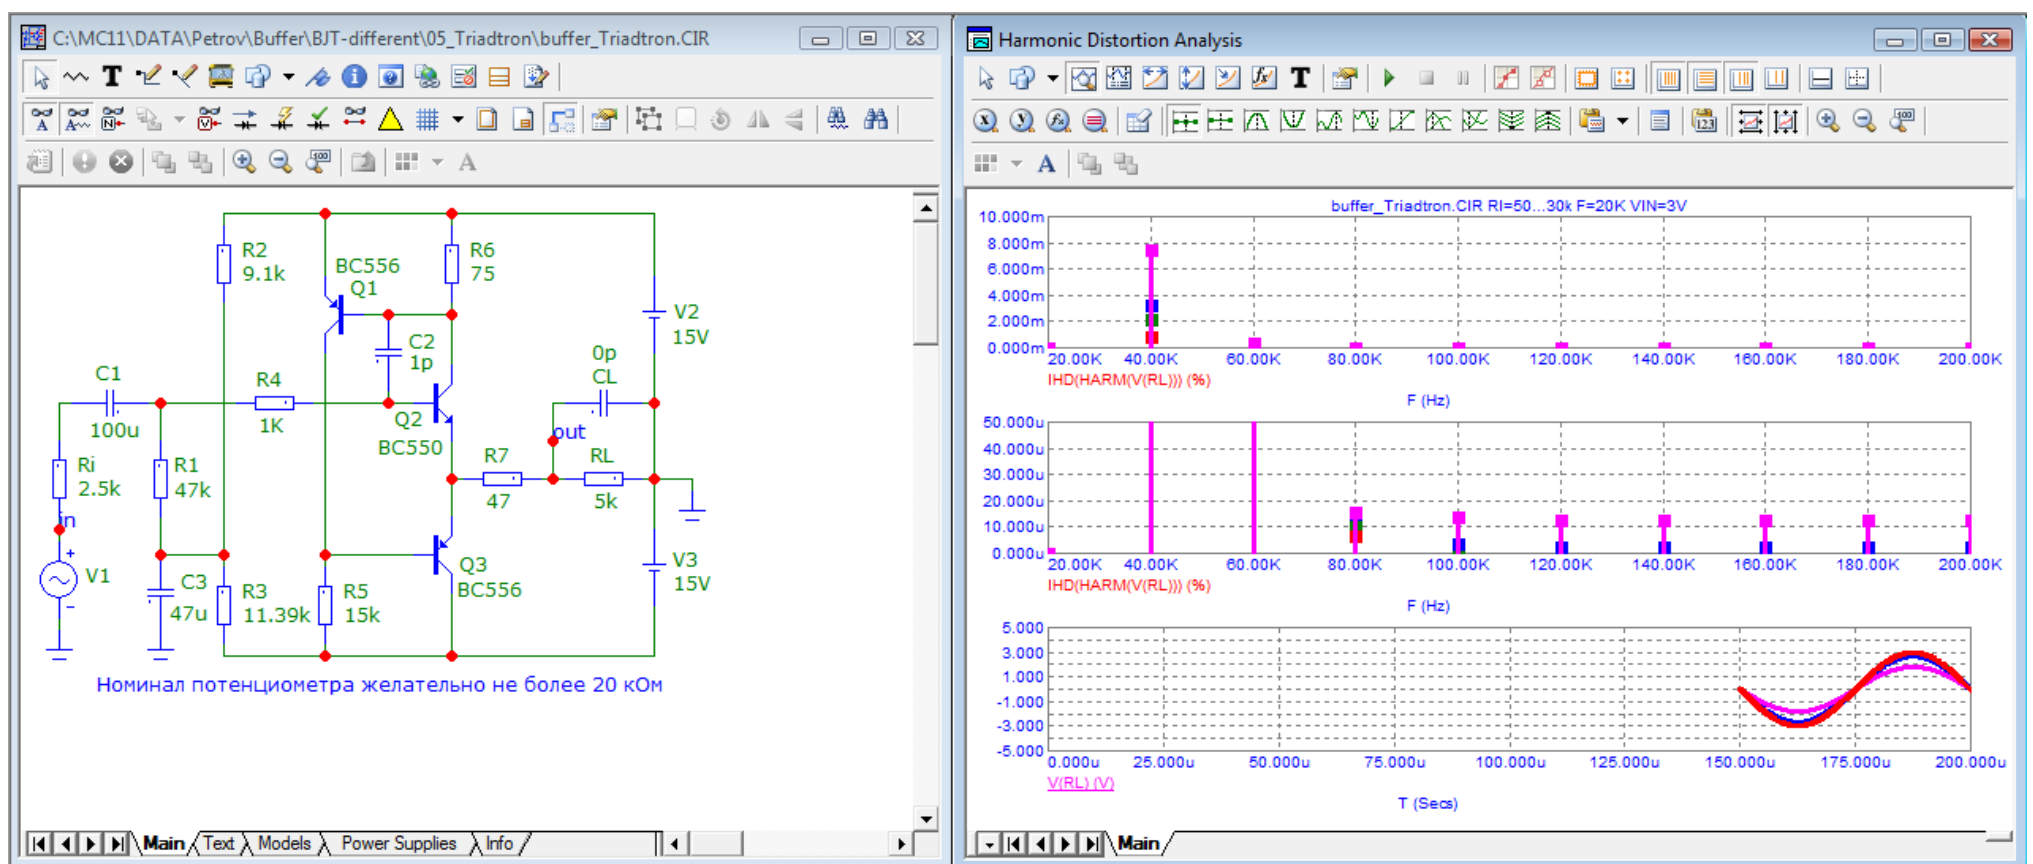 C:\MC11\DATA\Petrov\Buffer\BJT-different\05_Triadtron\buffer_Triadtron.CIR
R2
9.1k
BC556
Q1
R6
75
V2
15V
C2
1p
0p
CL
C1
100u
R4
1K
Q2
BC550
out
Ri
2.5k
R1
47k
R7
47
RL
5k
in
V1
C3
47u
R3
11.39k
R5
15k
Q3
BC556
V3
15V
Номинал потенциометра желательно не более 20 кОм
Main Text Models Power Supplies Info
Harmonic Distortion Analysis
buffer_Triadtron.CIR RI=50...30k F=20K VIN=3V
10.000m
8.000m
6.000m
4.000m
2.000m
0.000m
20.00K 40.00K 60.00K 80.00K 100.00K 120.00K 140.00K 160.00K 180.00K 200.00K
IHD(HARM(V(RL))) (%)
F (Hz)
50.000u
40.000u
30.000u
20.000u
10.000u
0.000u
20.00K 40.00K 60.00K 80.00K 100.00K 120.00K 140.00K 160.00K 180.00K 200.00K
IHD(HARM(V(RL))) (%)
F (Hz)
5.000
3.000
1.000
-1.000
-3.000
-5.000
0.000u 25.000u 50.000u 75.000u 100.000u 125.000u 150.000u 175.000u 200.000u
V(RL) (V)
T (Secs)
Main